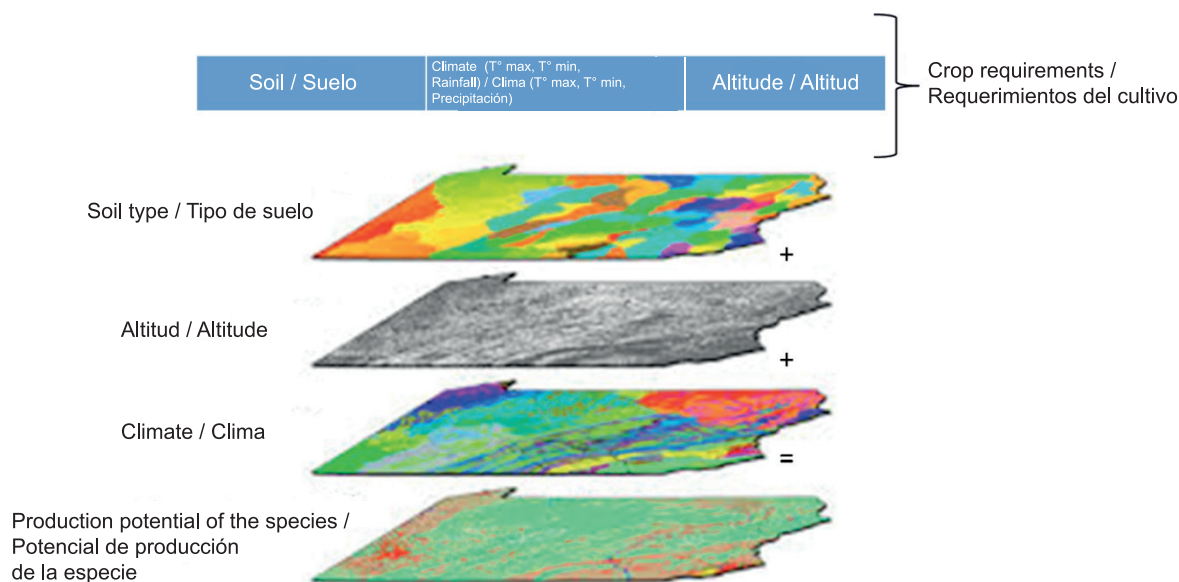 Soil / Suelo
Climate (T° max, T° min,
Rainfall) / Clima (T° max, T° min,
Precipitación)
Altitude / Altitud
Crop requirements /
Requerimientos del cultivo
Soil type / Tipo de suelo
+
Altitud / Altitude
+
Climate / Clima
=
Production potential of the species /
Potencial de producción
de la especie